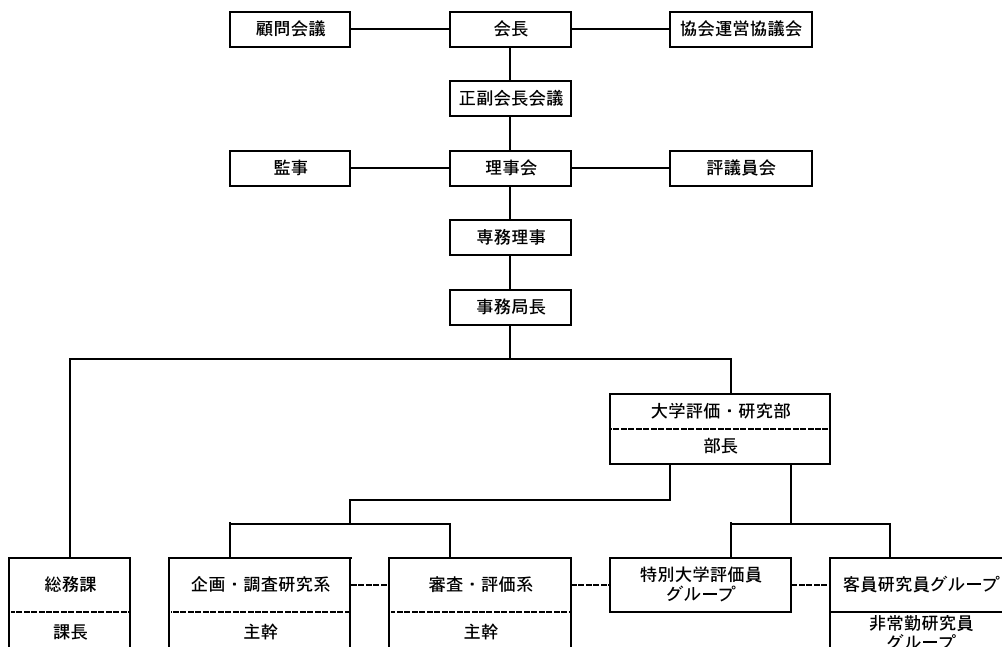 顧問会議
会長
協会運営協議会
正副会長会議
監事
理事会
評議員会
専務理事
事務局長
大学評価・研究部
部長
総務課
課長
企画・調査研究系
主幹
審査・評価系
主幹
特別大学評価員
グループ
客員研究員グループ
非常勤研究員
グループ